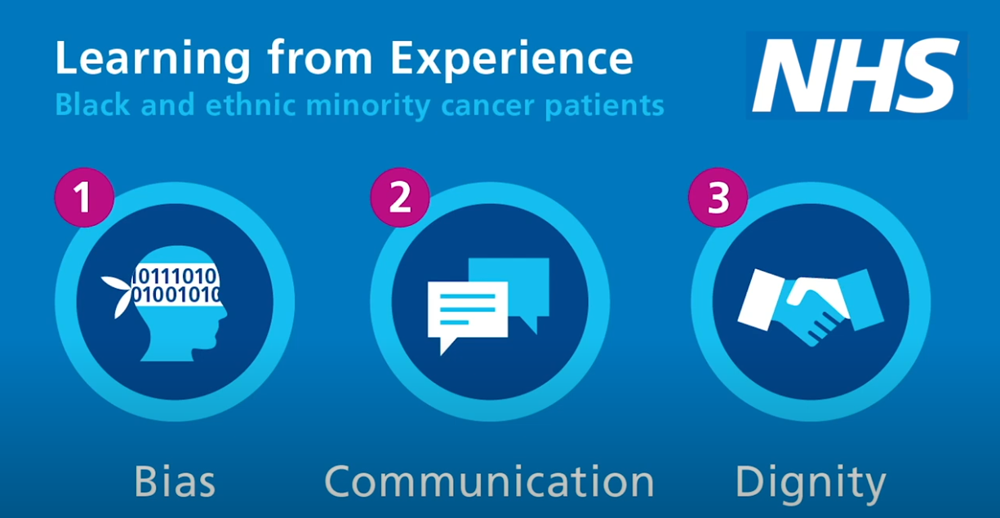 Learning from Experience
NHS
Black and ethnic minority cancer patients
1
2
3
10111010
01001010
Bias
Communication
Dignity